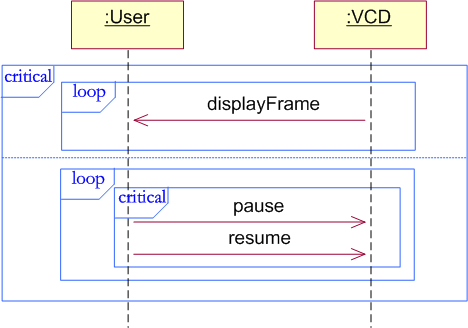 :User
:VCD
critical
loop
displayFrame
loop
critical
pause
resume